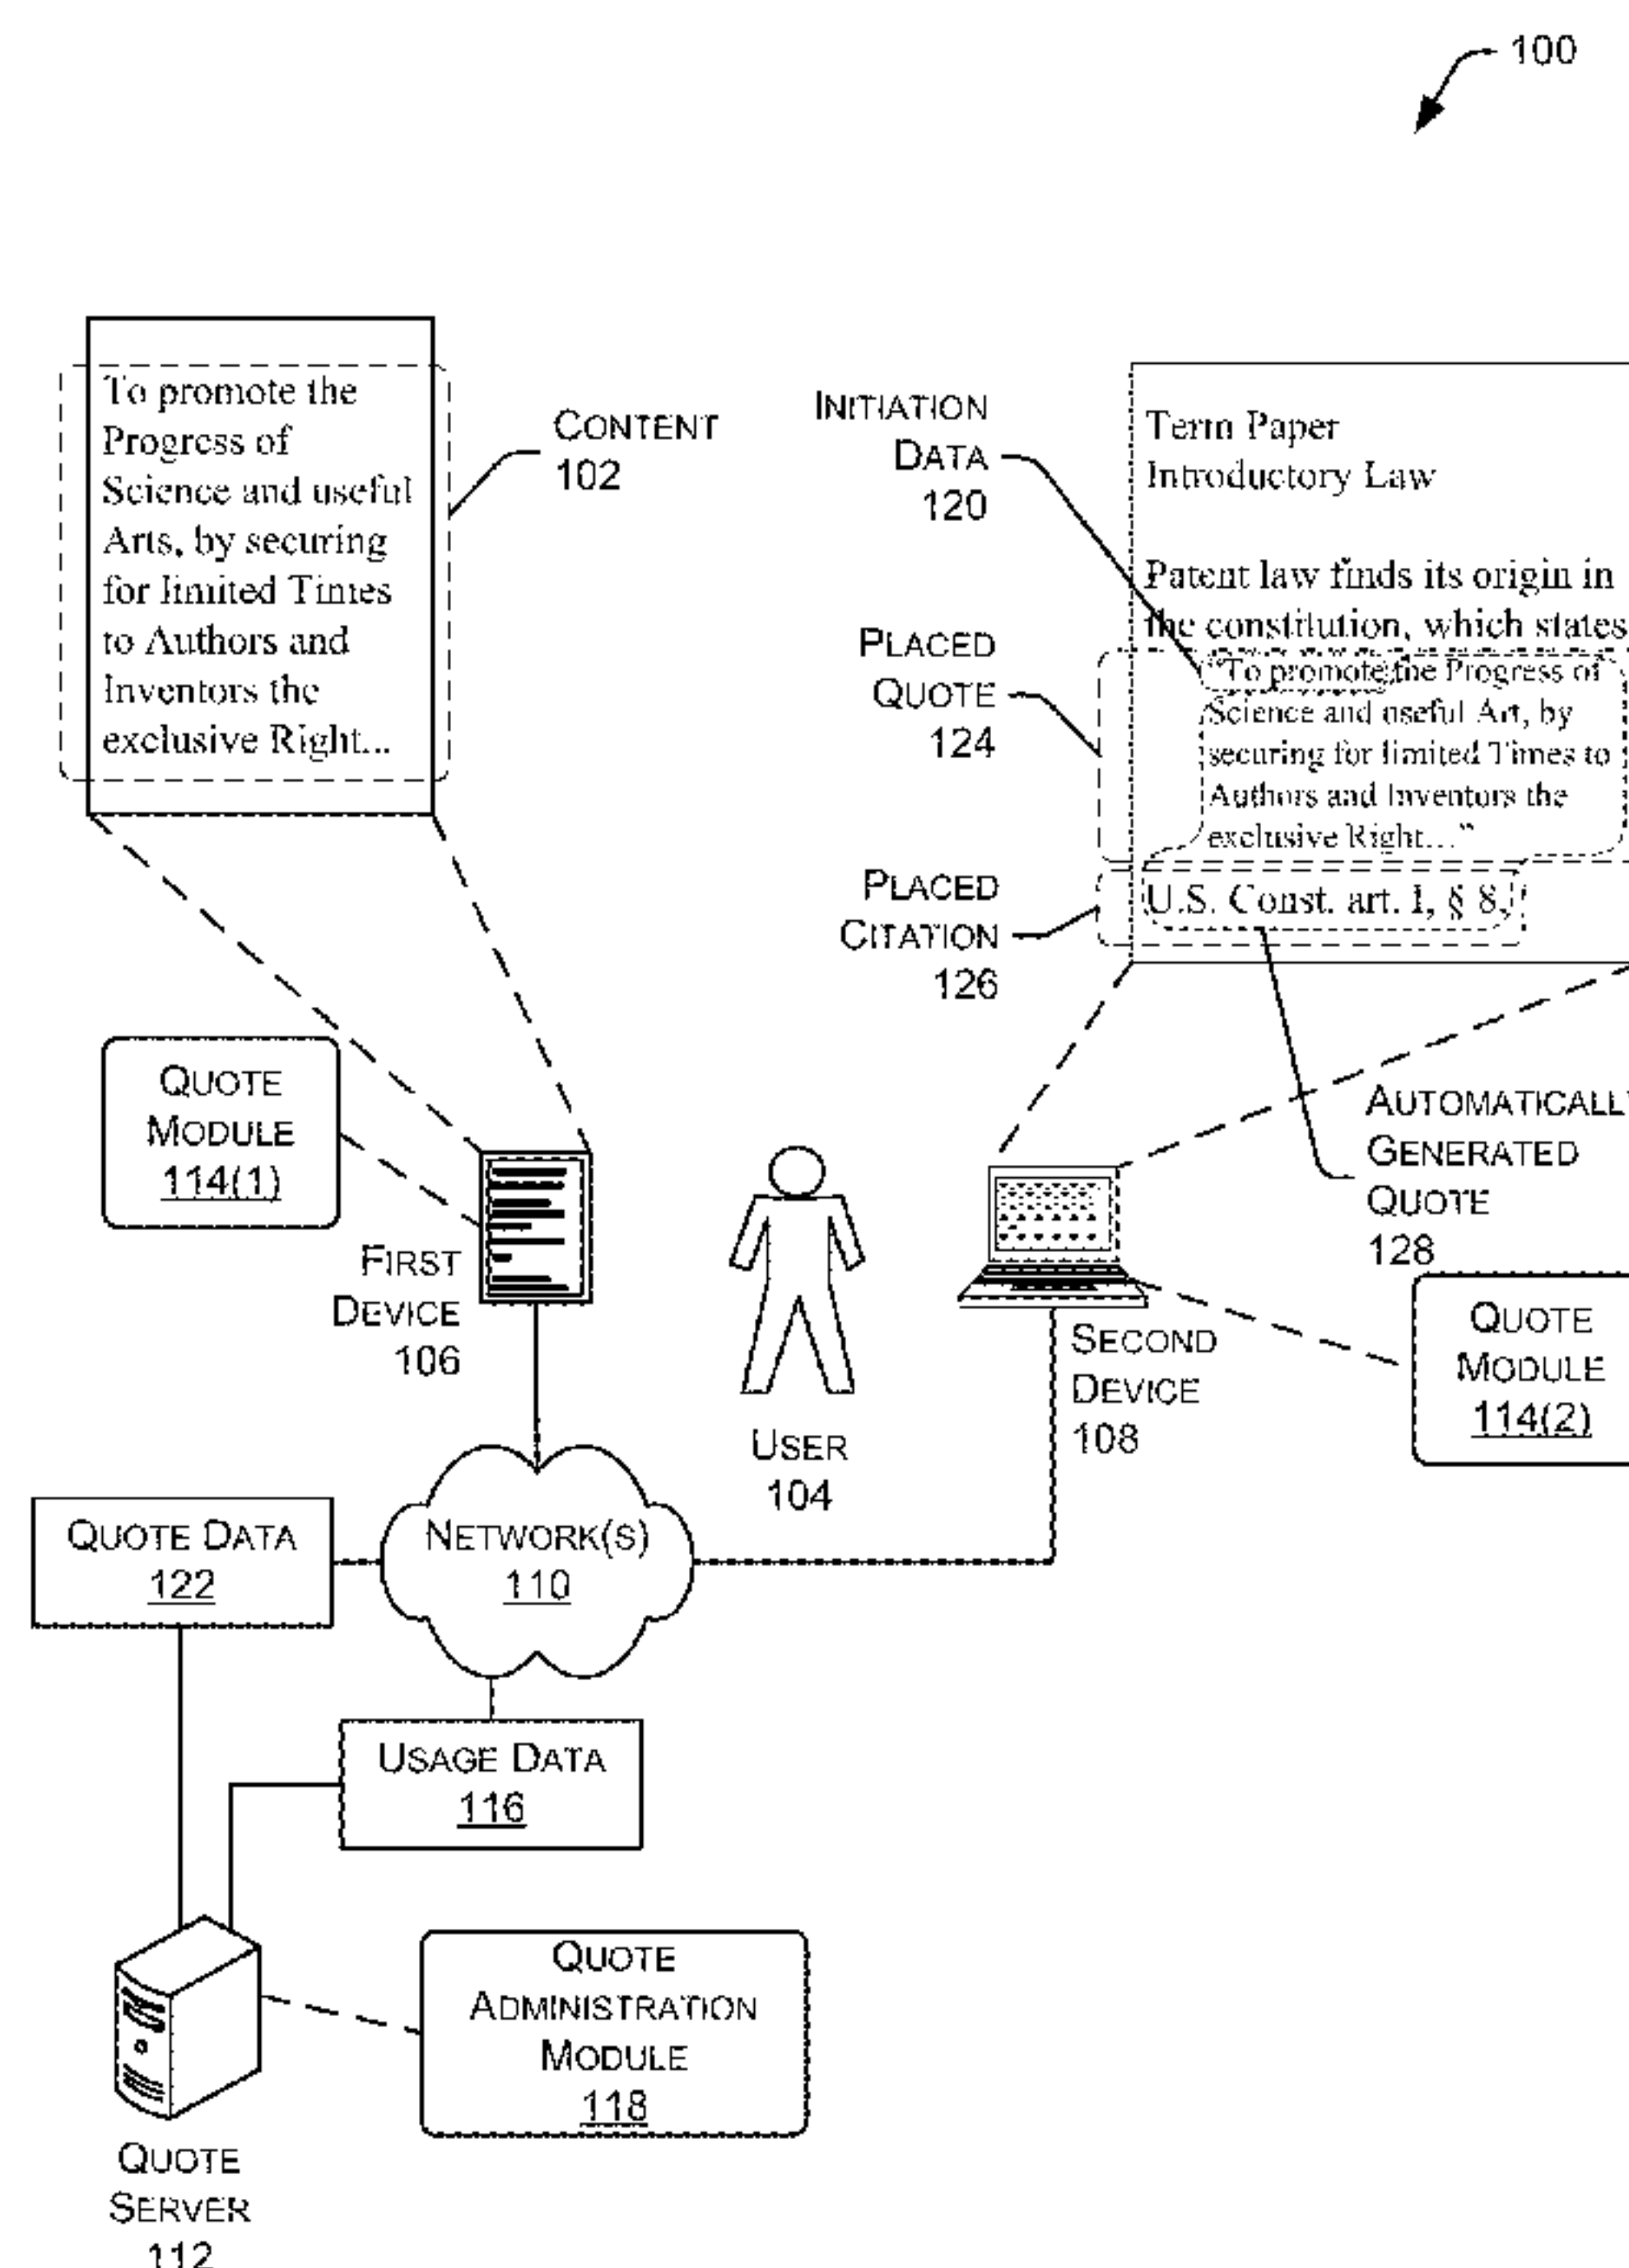 100
To promote the
Progress of
Science and useful
Arts, by securing
for limited Times
to Authors and
Inventors the
exclusive Right...
CONTENT
102
INITIATION
DATA
120
Term Paper
Introductory Law
Patent law finds its origin in
the constitution, which states
PLACED
QUOTE
124
"To promote the Progress of
Science and useful Art, by
securing for limited Times to
Authors and Inventors the
exclusive Right..."
PLACED
CITATION
126
U.S. Const. art. I, § 8,
QUOTE
MODULE
114(1)
AUTOMATICALLY
GENERATED
QUOTE
128
FIRST
DEVICE
106
USER
104
SECOND
DEVICE
108
QUOTE
MODULE
114(2)
QUOTE DATA
122
NETWORK(S)
110
USAGE DATA
116
QUOTE
ADMINISTRATION
MODULE
118
QUOTE
SERVER
112